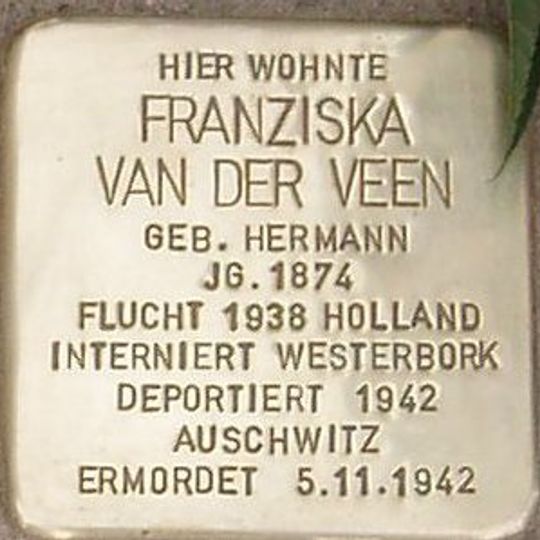 HIER WOHNTE
FRANZISKA
VAN DER VEEN
GEB. HERMANN
JG. 1874
FLUCHT 1938 HOLLAND
INTERNIERT WESTERBORK
DEPORTIERT 1942
AUSCHWITZ
ERMORDET 5.11.1942